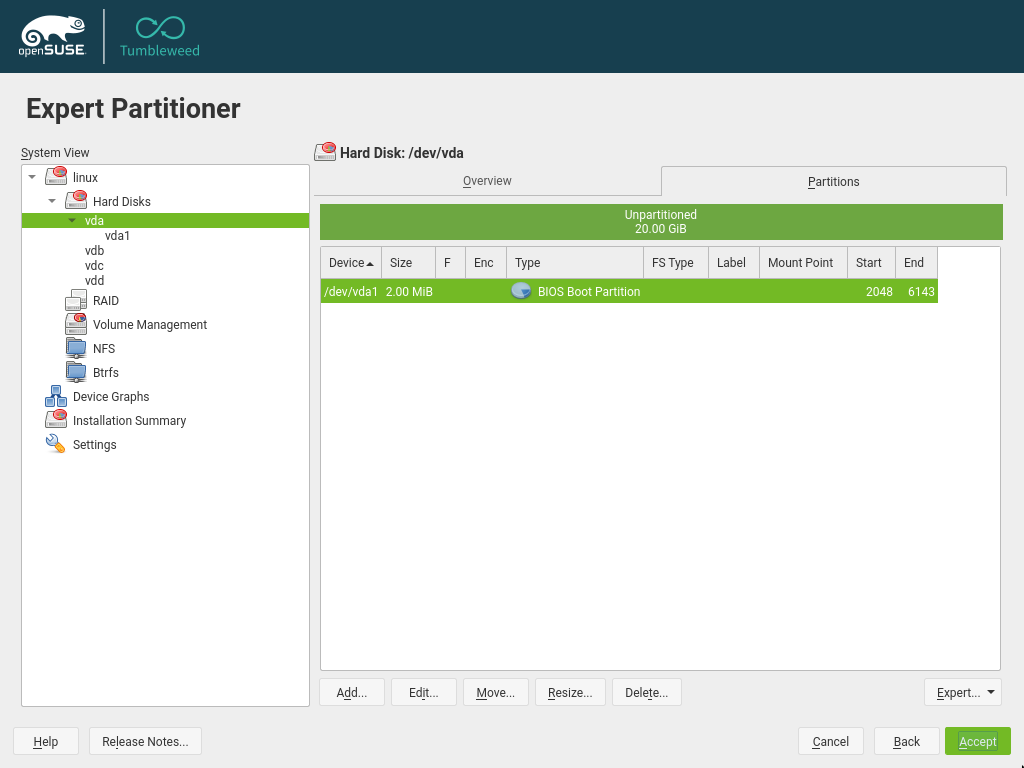 openSUSE
Tumbleweed
Expert Partitioner
System View
linux
Hard Disks
vda
vda1
vdb
vdc
vdd
RAID
Volume Management
NFS
Btrfs
Device Graphs
Installation Summary
Settings
Hard Disk: /dev/vda
Overview Partitions
Unpartitioned
20.00 GiB
Device Size F Enc Type FS Type Label Mount Point Start End
/dev/vda1 2.00 MiB BIOS Boot Partition 2048 6143
Add... Edit... Move... Resize... Delete... Expert...
Help Release Notes... Cancel Back Accept